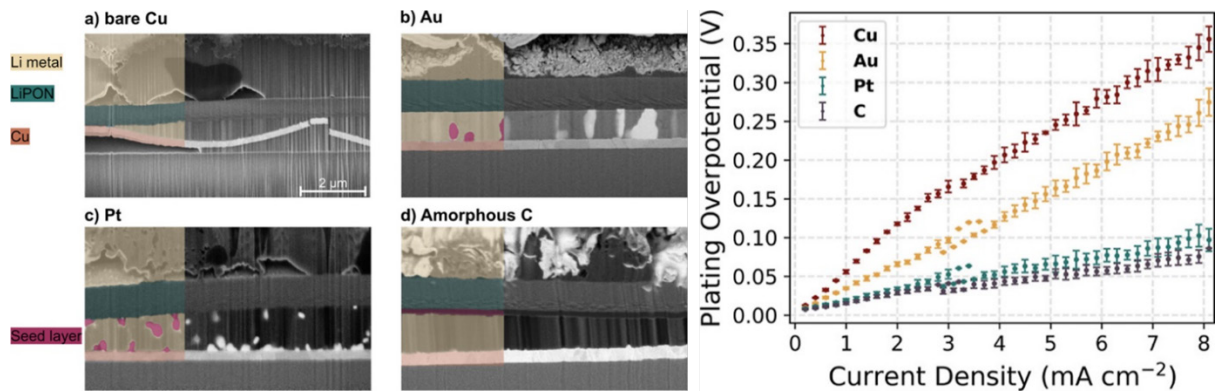 a) bare Cu
b) Au
Li metal
LiPON
Cu
2 μm
c) Pt
d) Amorphous C
Seed layer
Plating Overpotential (V)
0.35
0.30
0.25
0.20
0.15
0.10
0.05
0.00
Cu
Au
Pt
C
0 1 2 3 4 5 6 7 8
Current Density (mA cm⁻²)